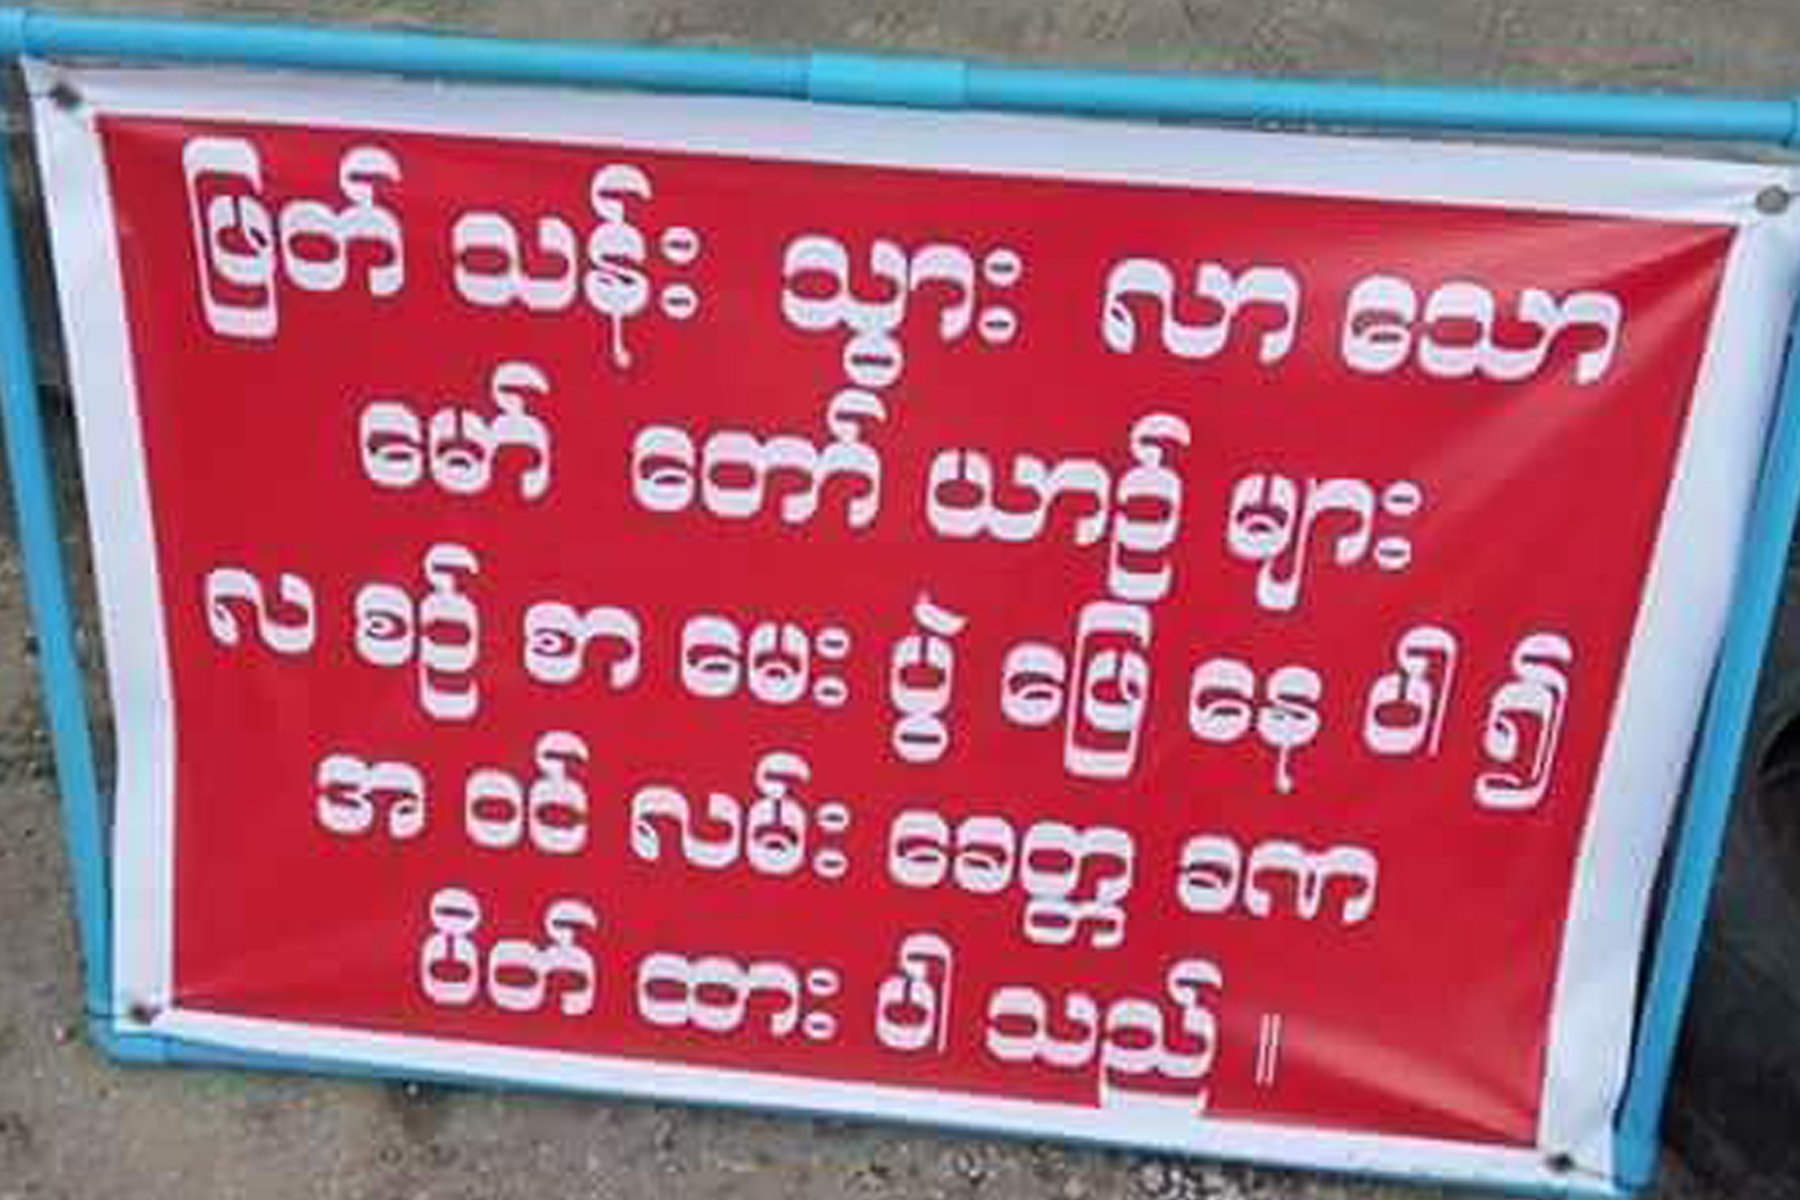 ဖြတ် သန်း သွား လာ သော
မော် တော် ယာဉ် များ
လ စဉ် စာ မေး ပွဲ ဖြေ နေ ပါ ၍
အ ဝင် လမ်း ခေတ္တ ခဏ
ပိတ် ထား ပါ သည် ။